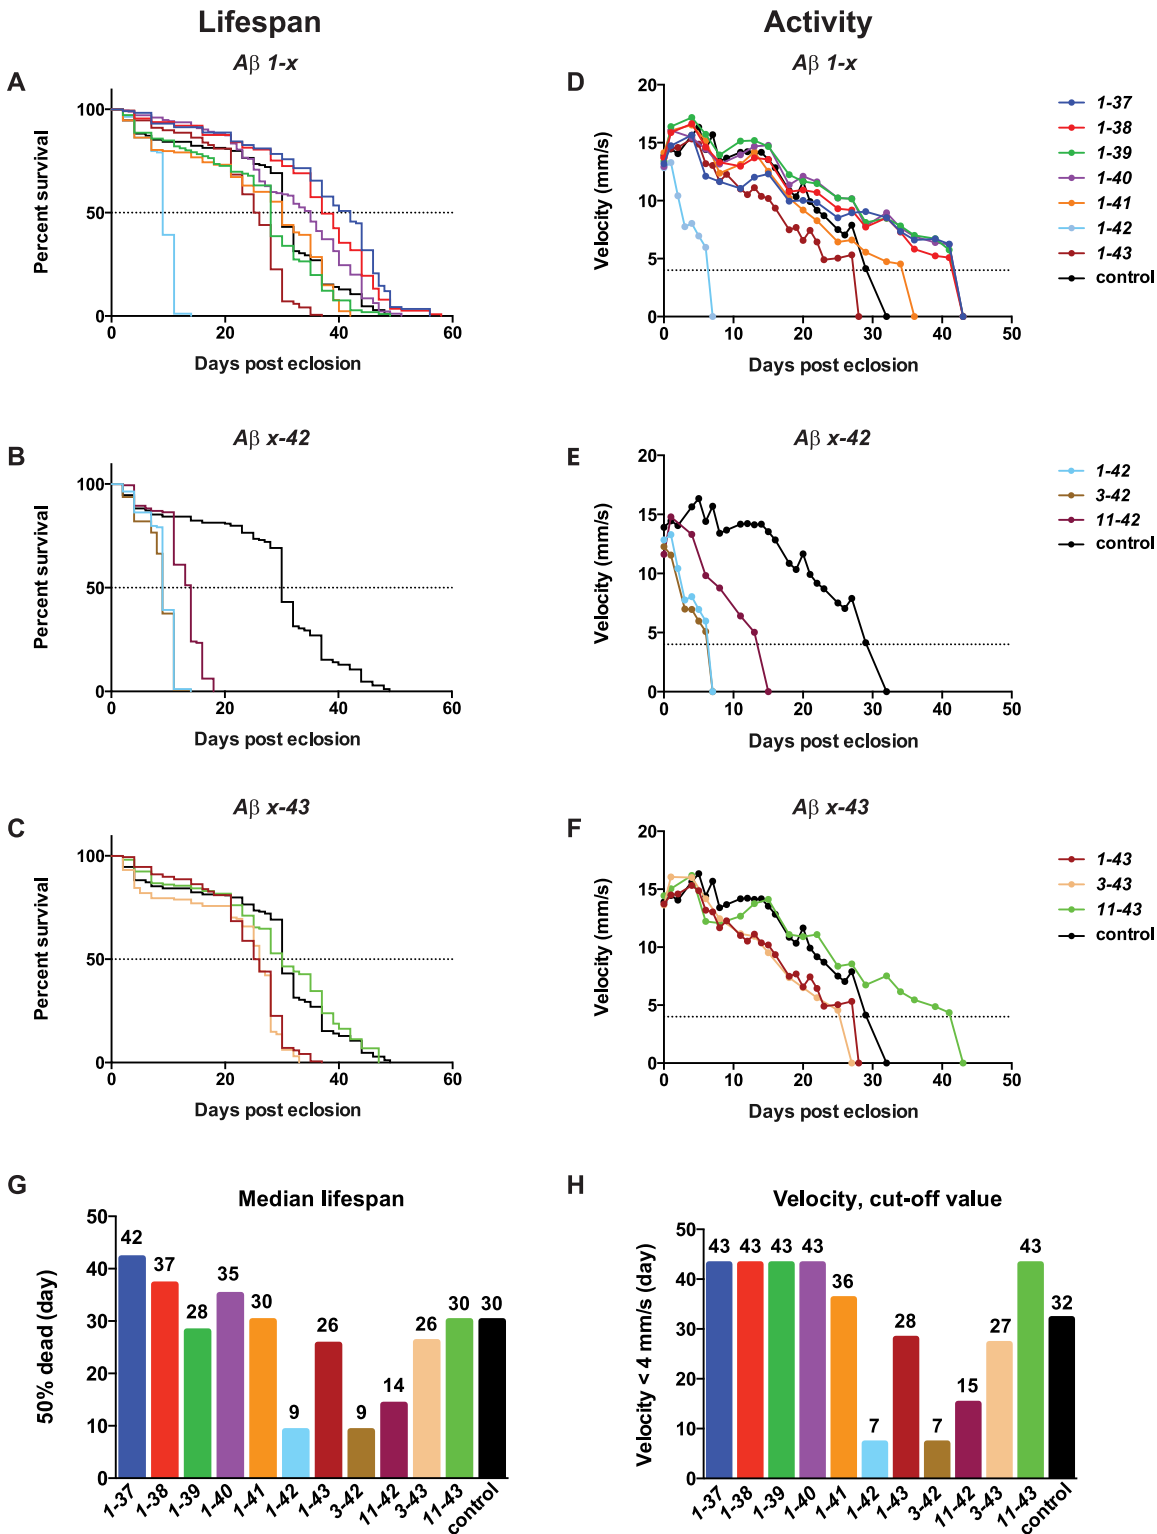 Lifespan
Activity
Aβ 1-x
Aβ 1-x
A
D
100
50
0
Percent survival
0 20 40 60
Days post eclosion
20
15
10
5
0
Velocity (mm/s)
0 10 20 30 40 50
Days post eclosion
1-37
1-38
1-39
1-40
1-41
1-42
1-43
control
Aβ x-42
Aβ x-42
B
E
100
50
0
Percent survival
0 20 40 60
Days post eclosion
20
15
10
5
0
Velocity (mm/s)
0 10 20 30 40 50
Days post eclosion
1-42
3-42
11-42
control
Aβ x-43
Aβ x-43
C
F
100
50
0
Percent survival
0 20 40 60
Days post eclosion
20
15
10
5
0
Velocity (mm/s)
0 10 20 30 40 50
Days post eclosion
1-43
3-43
11-43
control
G
Median lifespan
50
40
30
20
10
0
50% dead (day)
42 37 28 35 30 9 26 9 14 26 30 30
1-37 1-38 1-39 1-40 1-41 1-42 1-43 3-42 11-42 3-43 11-43 control
H
Velocity, cut-off value
50
40
30
20
10
0
Velocity < 4 mm/s (day)
43 43 43 43 36 7 28 7 15 27 43 32
1-37 1-38 1-39 1-40 1-41 1-42 1-43 3-42 11-42 3-43 11-43 control